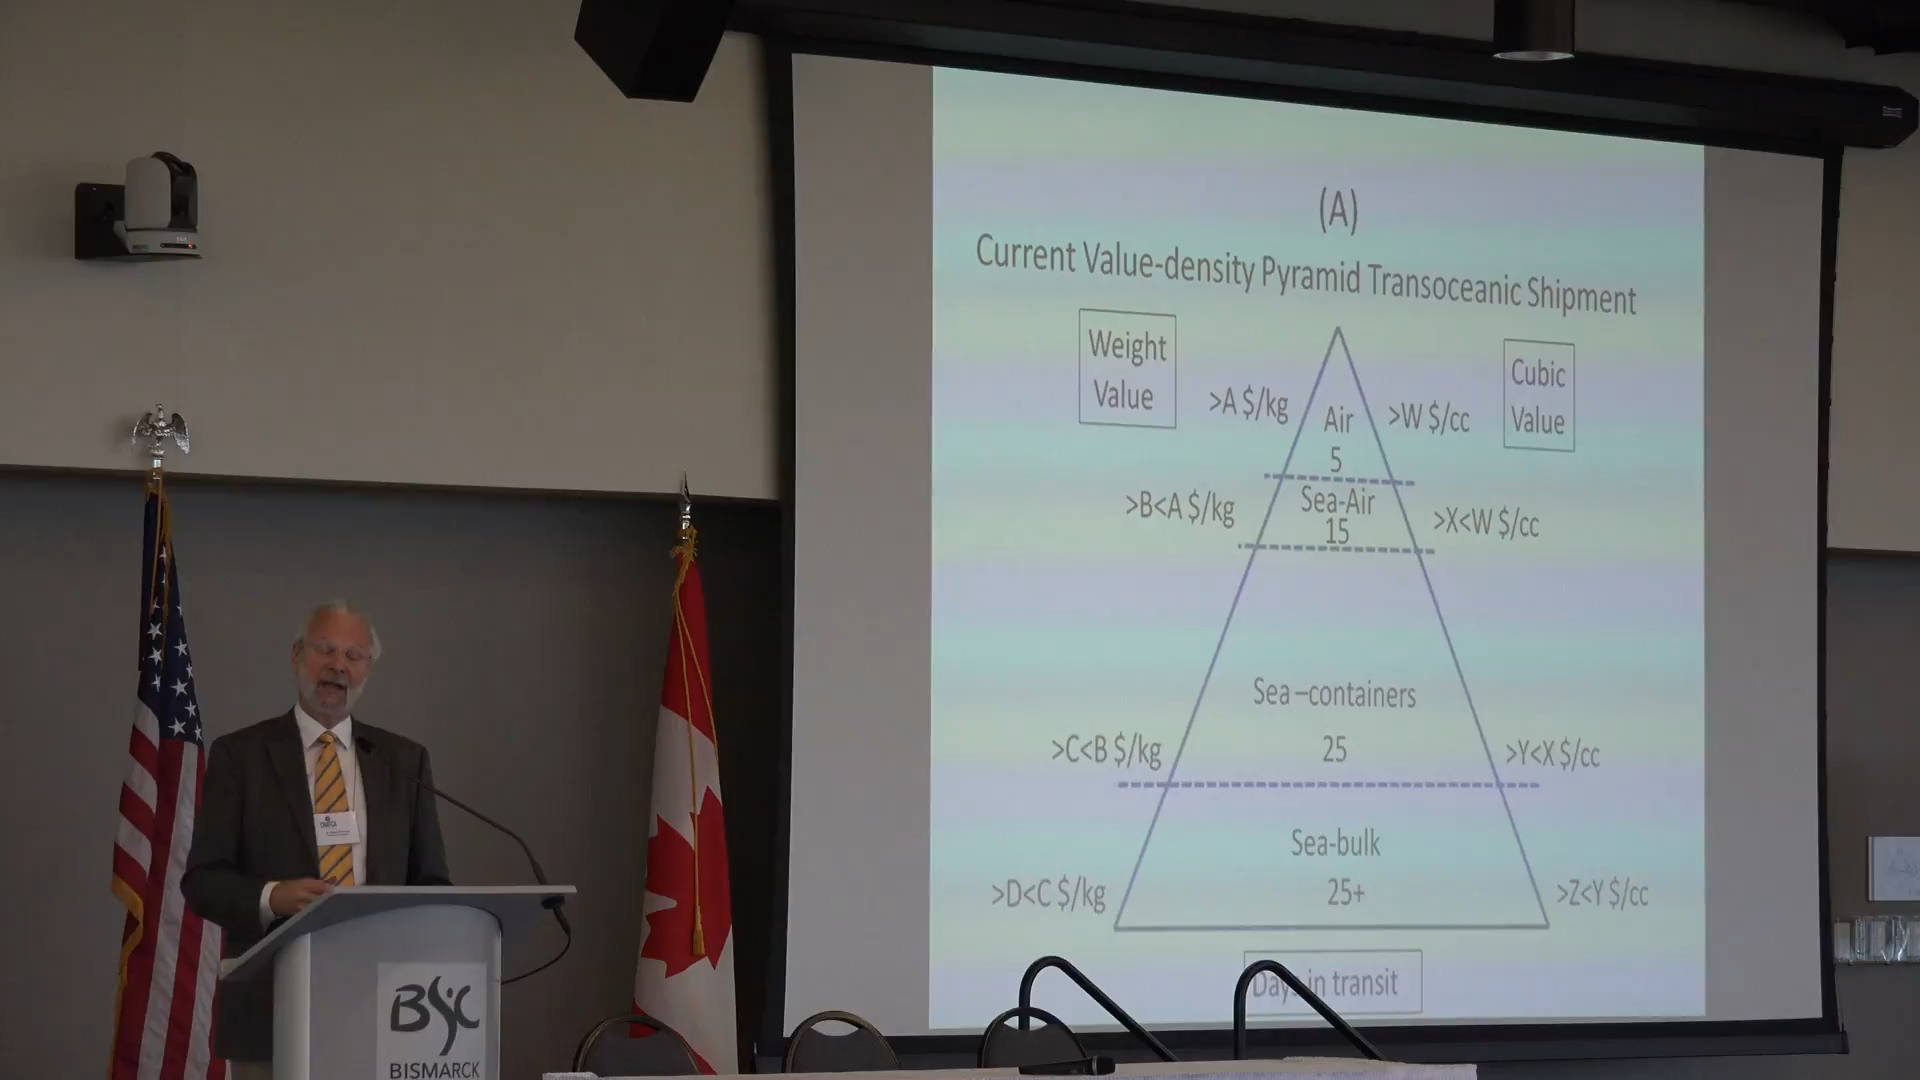 (A)
Current Value-density Pyramid Transoceanic Shipment
Weight
Value
Cubic
Value
>A $/kg
Air
>W $/cc
5
>B<A $/kg
Sea-Air
>X<W $/cc
15
Sea –containers
>C<B $/kg
25
>Y<X $/cc
Sea-bulk
>D<C $/kg
25+
>Z<Y $/cc
Days in transit
BSC
BISMARCK